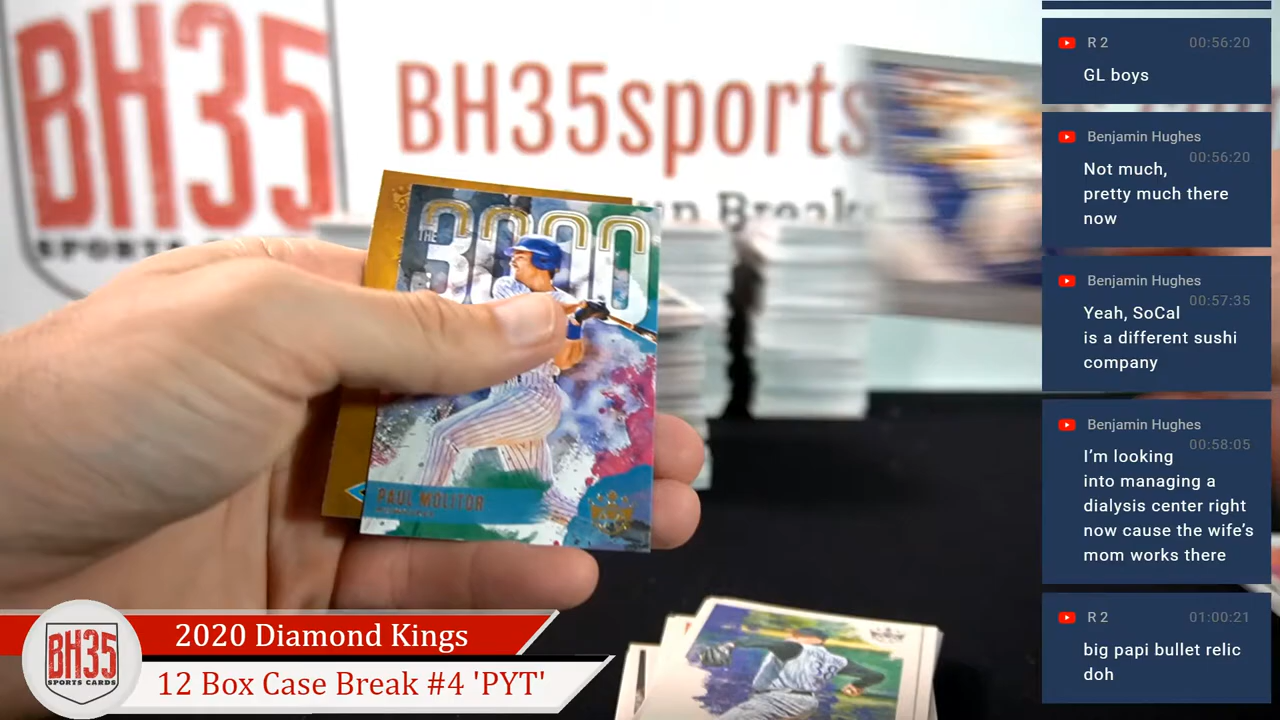 BH35
SPORTS CARDS
BH35sports
Breaks
THE
3000
PAUL MOLITOR
2020 Diamond Kings
12 Box Case Break #4 'PYT'
BH35
SPORTS CARDS
R 2
00:56:20
GL boys
Benjamin Hughes
00:56:20
Not much,
pretty much there
now
Benjamin Hughes
00:57:35
Yeah, SoCal
is a different sushi
company
Benjamin Hughes
00:58:05
I'm looking
into managing a
dialysis center right
now cause the wife's
mom works there
R 2
01:00:21
big papi bullet relic
doh